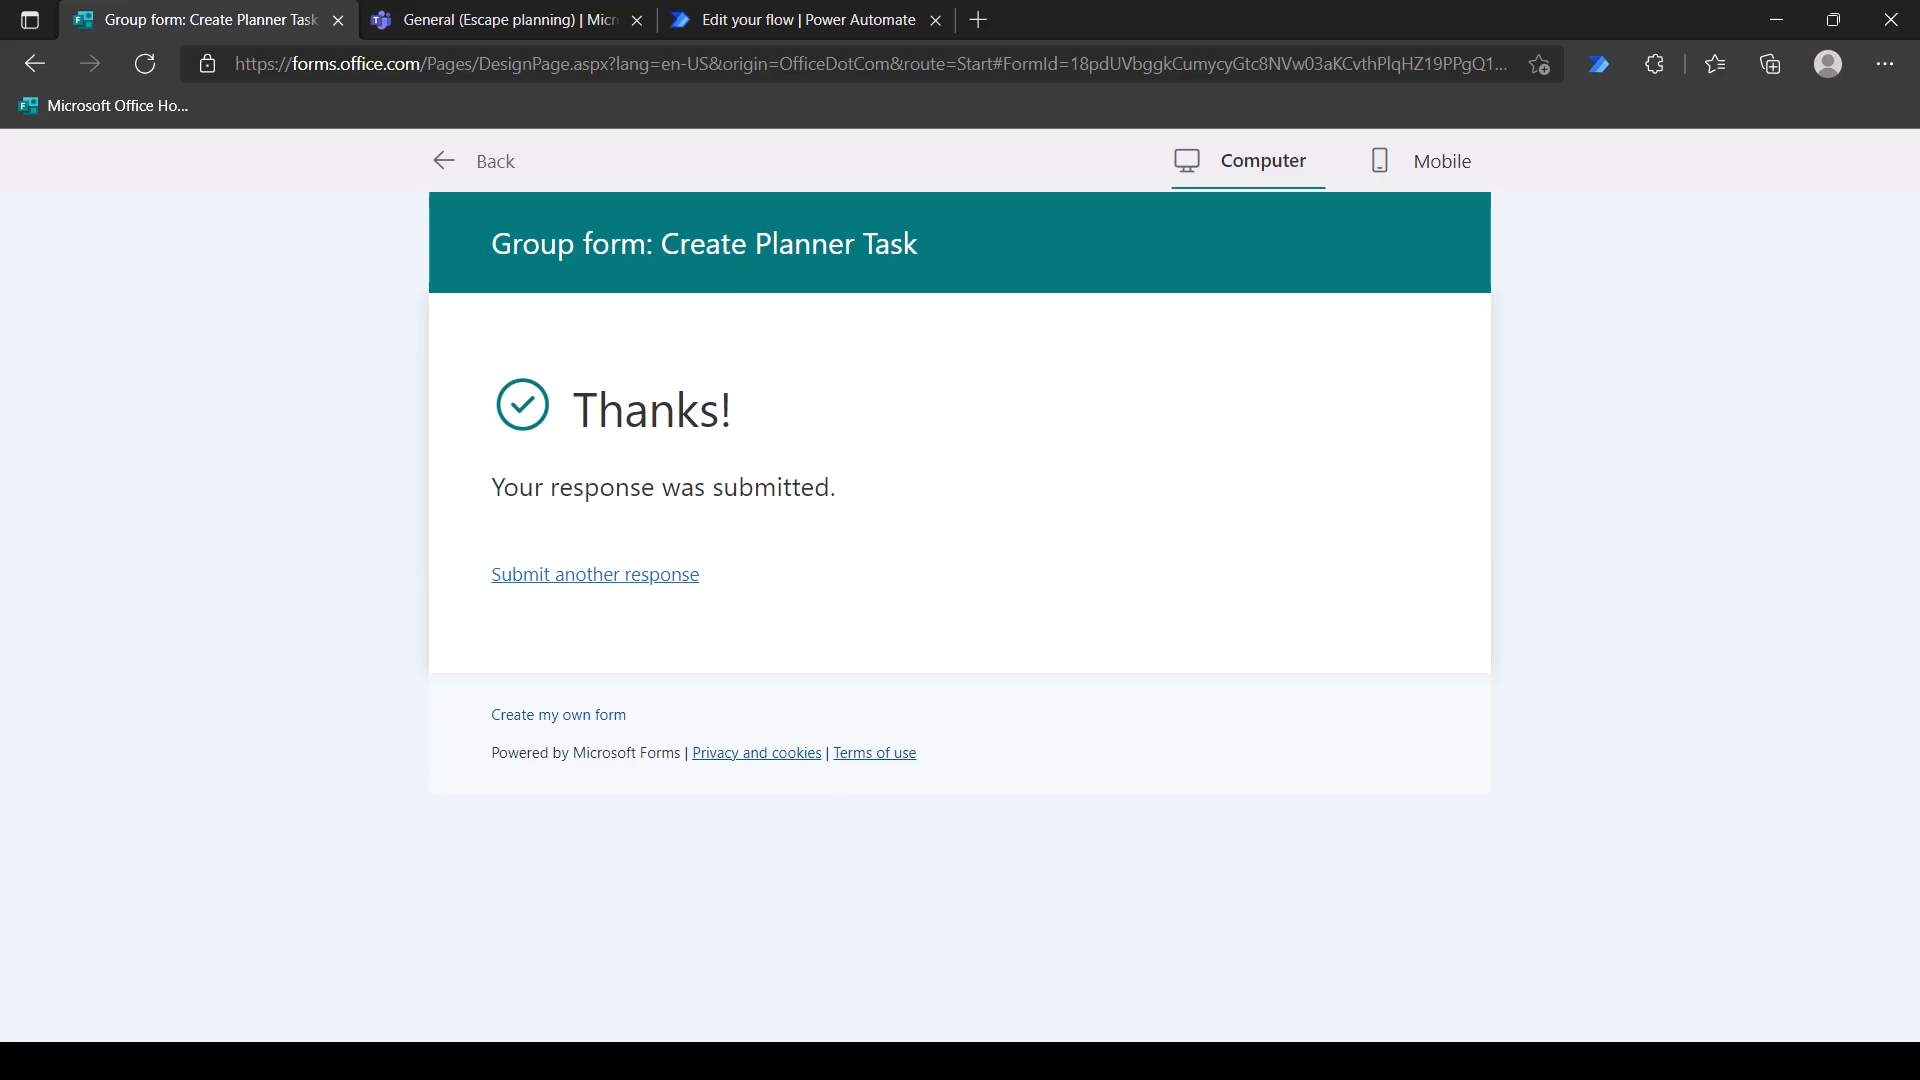 Group form: Create Planner Task
General (Escape planning) | Micr
Edit your flow | Power Automate
https://forms.office.com/Pages/DesignPage.aspx?lang=en-US&origin=OfficeDotCom&route=Start#FormId=18pdUVbggkCumycyGtc8NVw03aKCvthPlqHZ19PPgQ1...
Microsoft Office Ho...
Back
Computer
Mobile
Group form: Create Planner Task
Thanks!
Your response was submitted.
Submit another response
Create my own form
Powered by Microsoft Forms | Privacy and cookies | Terms of use